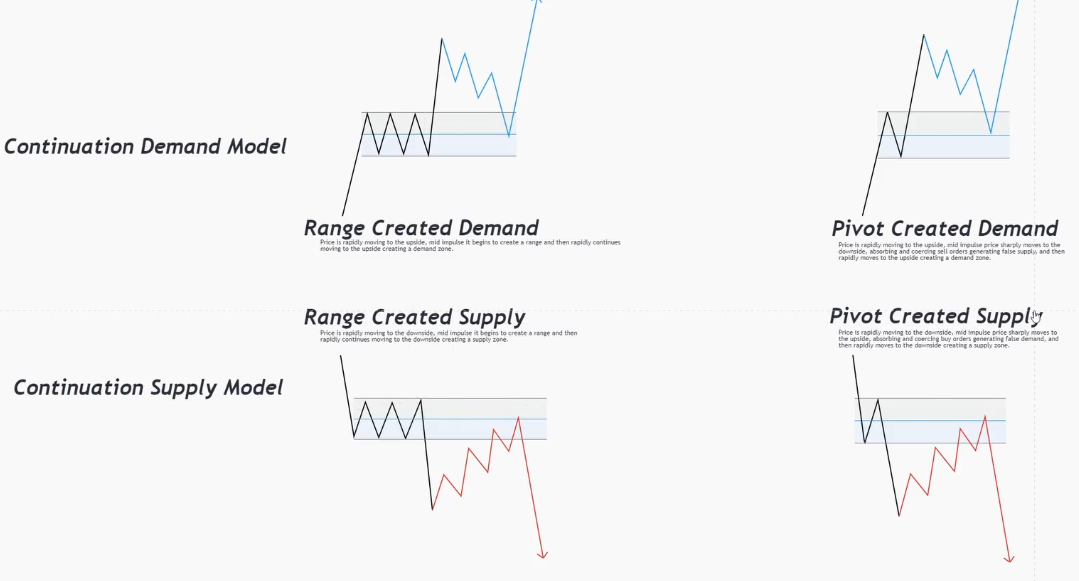 Continuation Demand Model
Range Created Demand
Price is rapidly moving to the upside, mid impulse it begins to create a range and then rapidly continues
moving to the upside creating a demand zone.
Pivot Created Demand
Price is rapidly moving to the upside, mid impulse price sharply moves to the
downside, absorbing and coercing sell orders generating false supply, and then
rapidly moves to the upside creating a demand zone.
Range Created Supply
Price is rapidly moving to the downside, mid impulse it begins to create a range and then
rapidly continues moving to the downside creating a supply zone.
Pivot Created Supply
Price is rapidly moving to the downside, mid impulse price sharply moves to
the upside, absorbing and coercing buy orders generating false demand, and
then rapidly moves to the downside creating a supply zone.
Continuation Supply Model